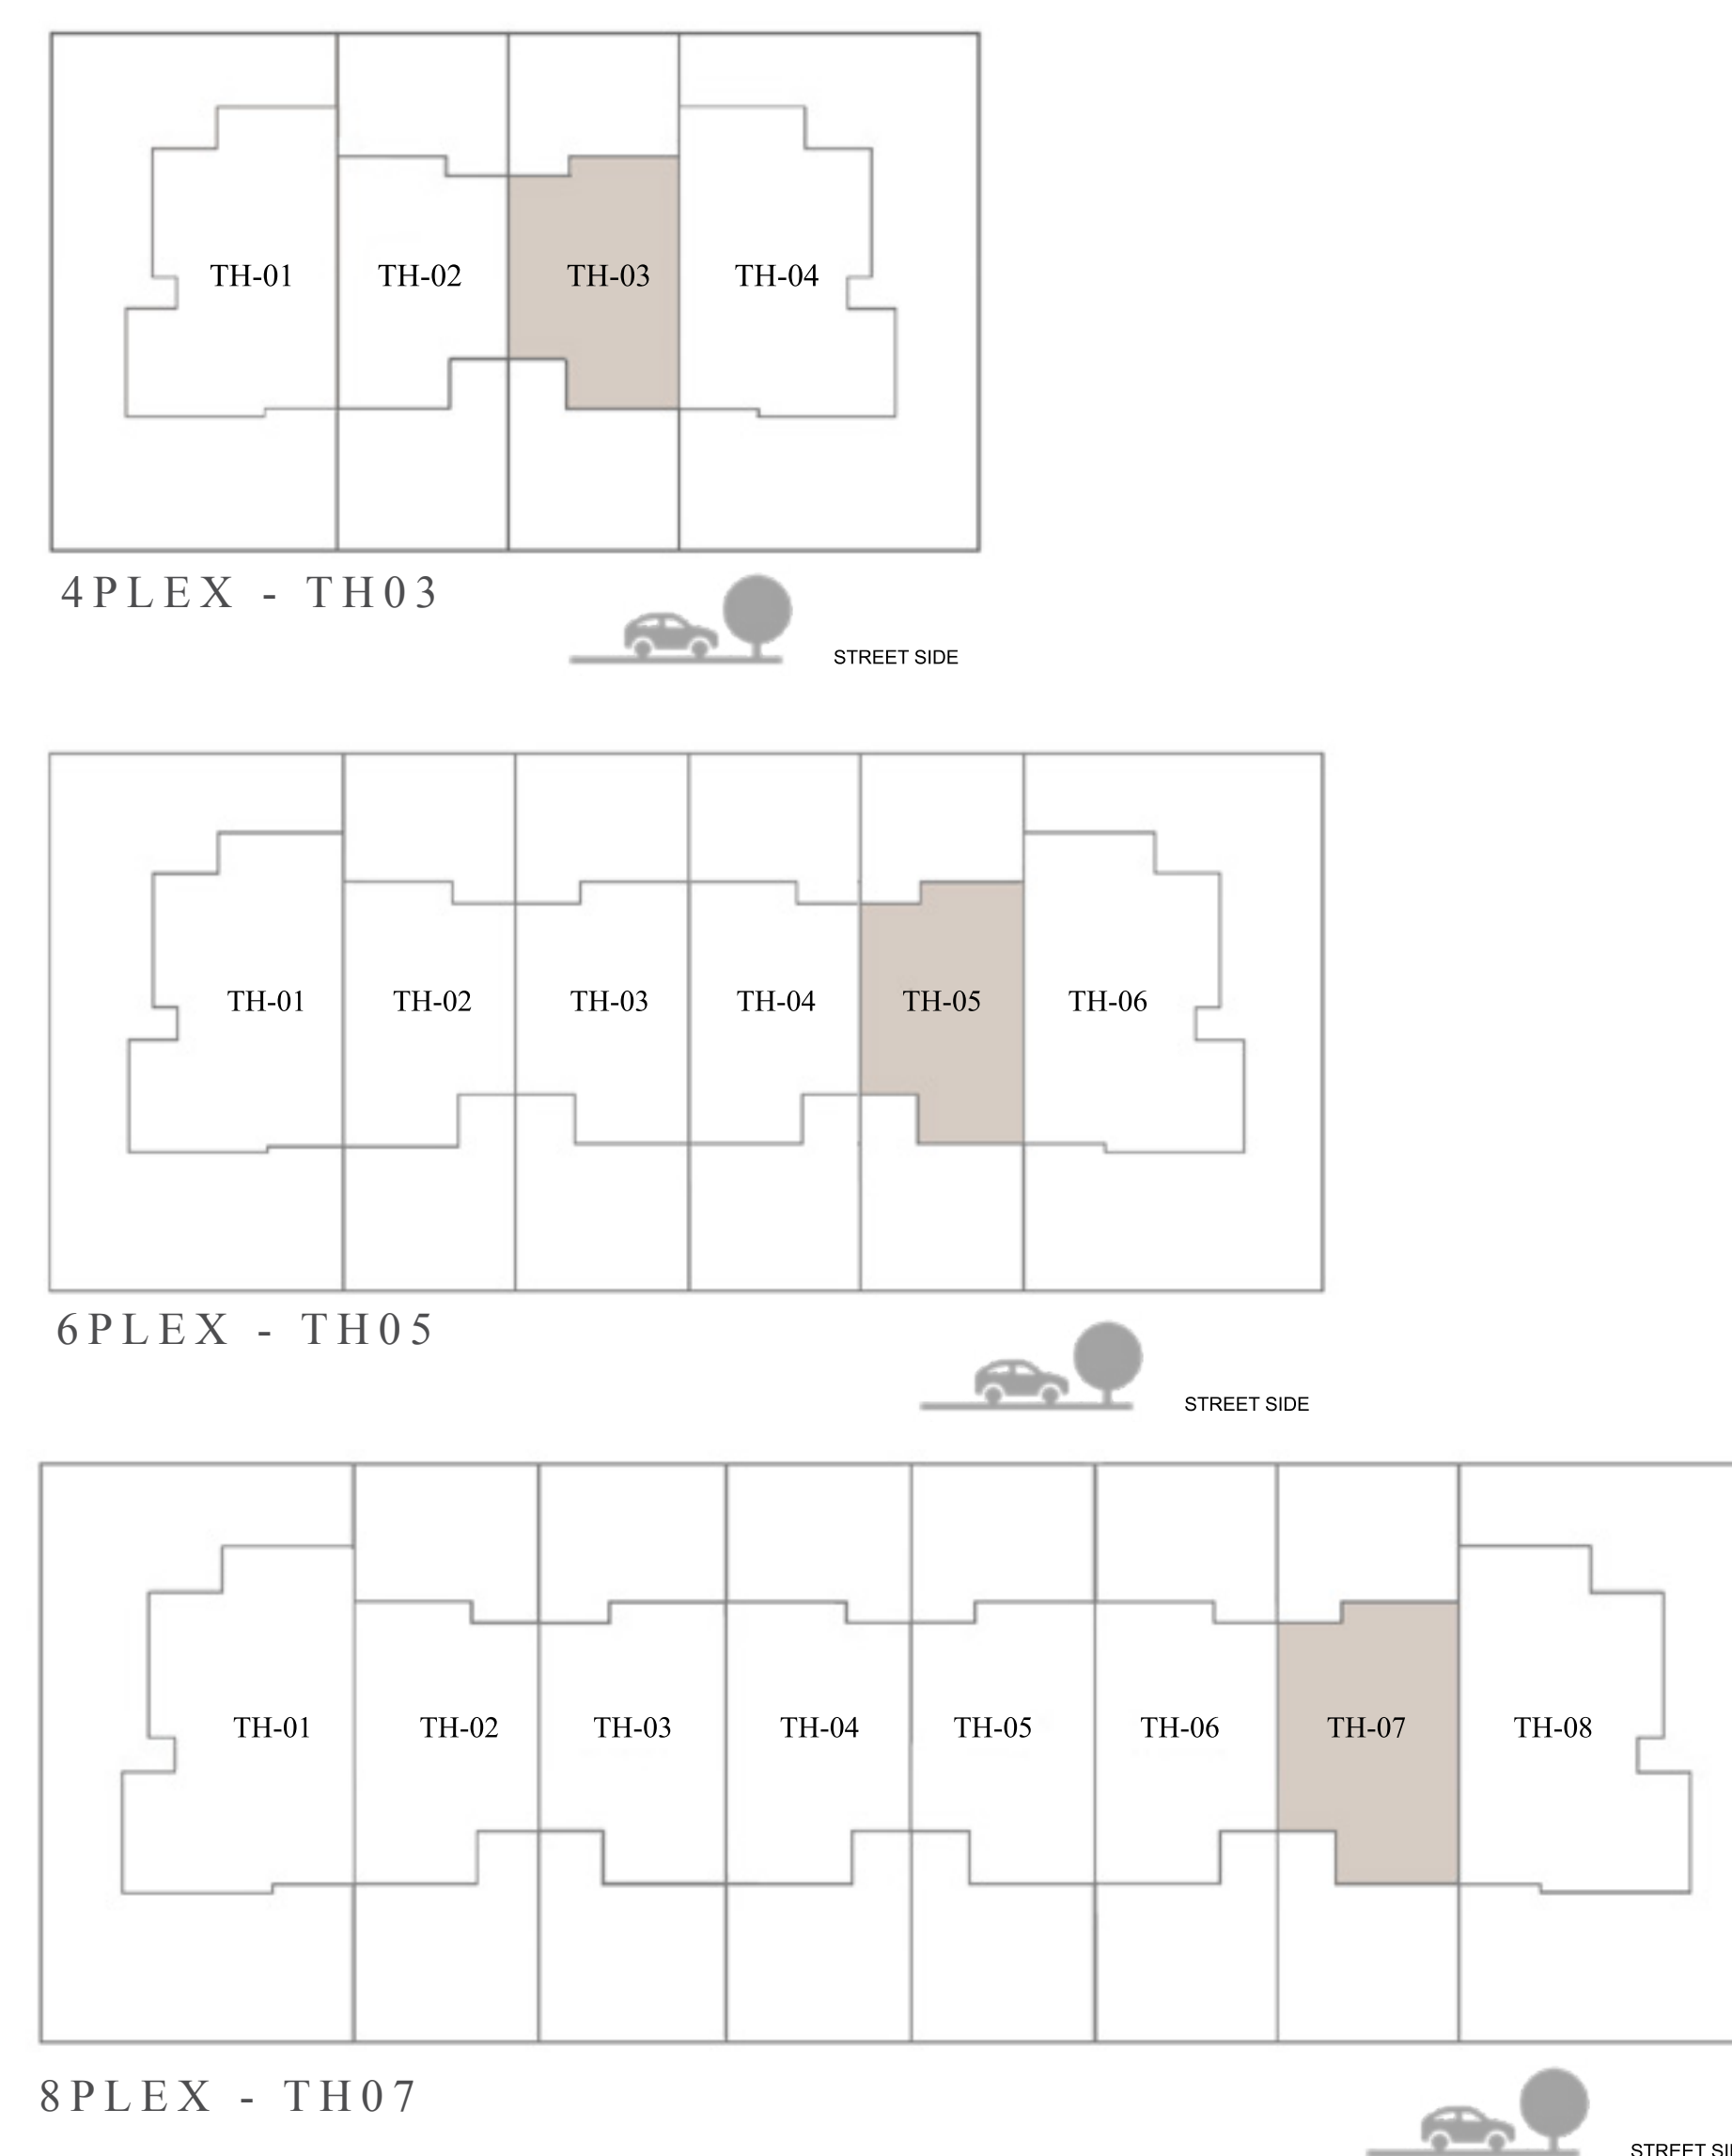 TH-01 TH-02 TH-03 TH-04
4PLEX - TH03
STREET SIDE
TH-01 TH-02 TH-03 TH-04 TH-05 TH-06
6PLEX - TH05
STREET SIDE
TH-01 TH-02 TH-03 TH-04 TH-05 TH-06 TH-07 TH-08
8PLEX - TH07
STREET